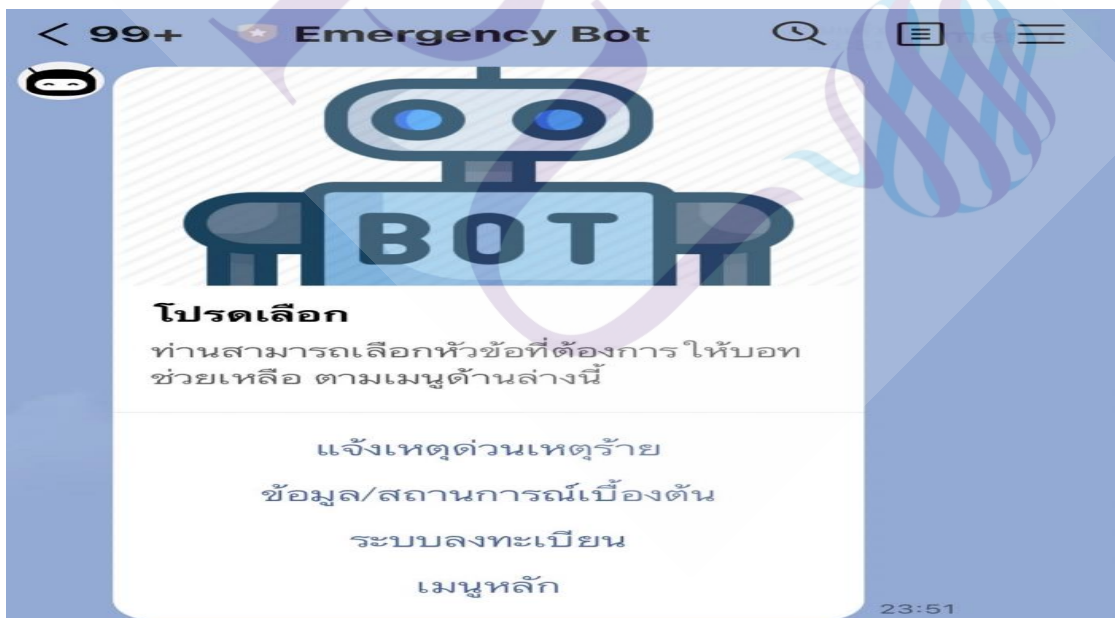 < 99+ Emergency Bot
BOT
โปรดเลือก
ท่านสามารถเลือกหัวข้อที่ต้องการให้บอท
ช่วยเหลือ ตามเมนูด้านล่างนี้
แจ้งเหตุด่วนเหตุร้าย
ข้อมูล/สถานการณ์เบื้องต้น
ระบบลงทะเบียน
เมนูหลัก
23:51